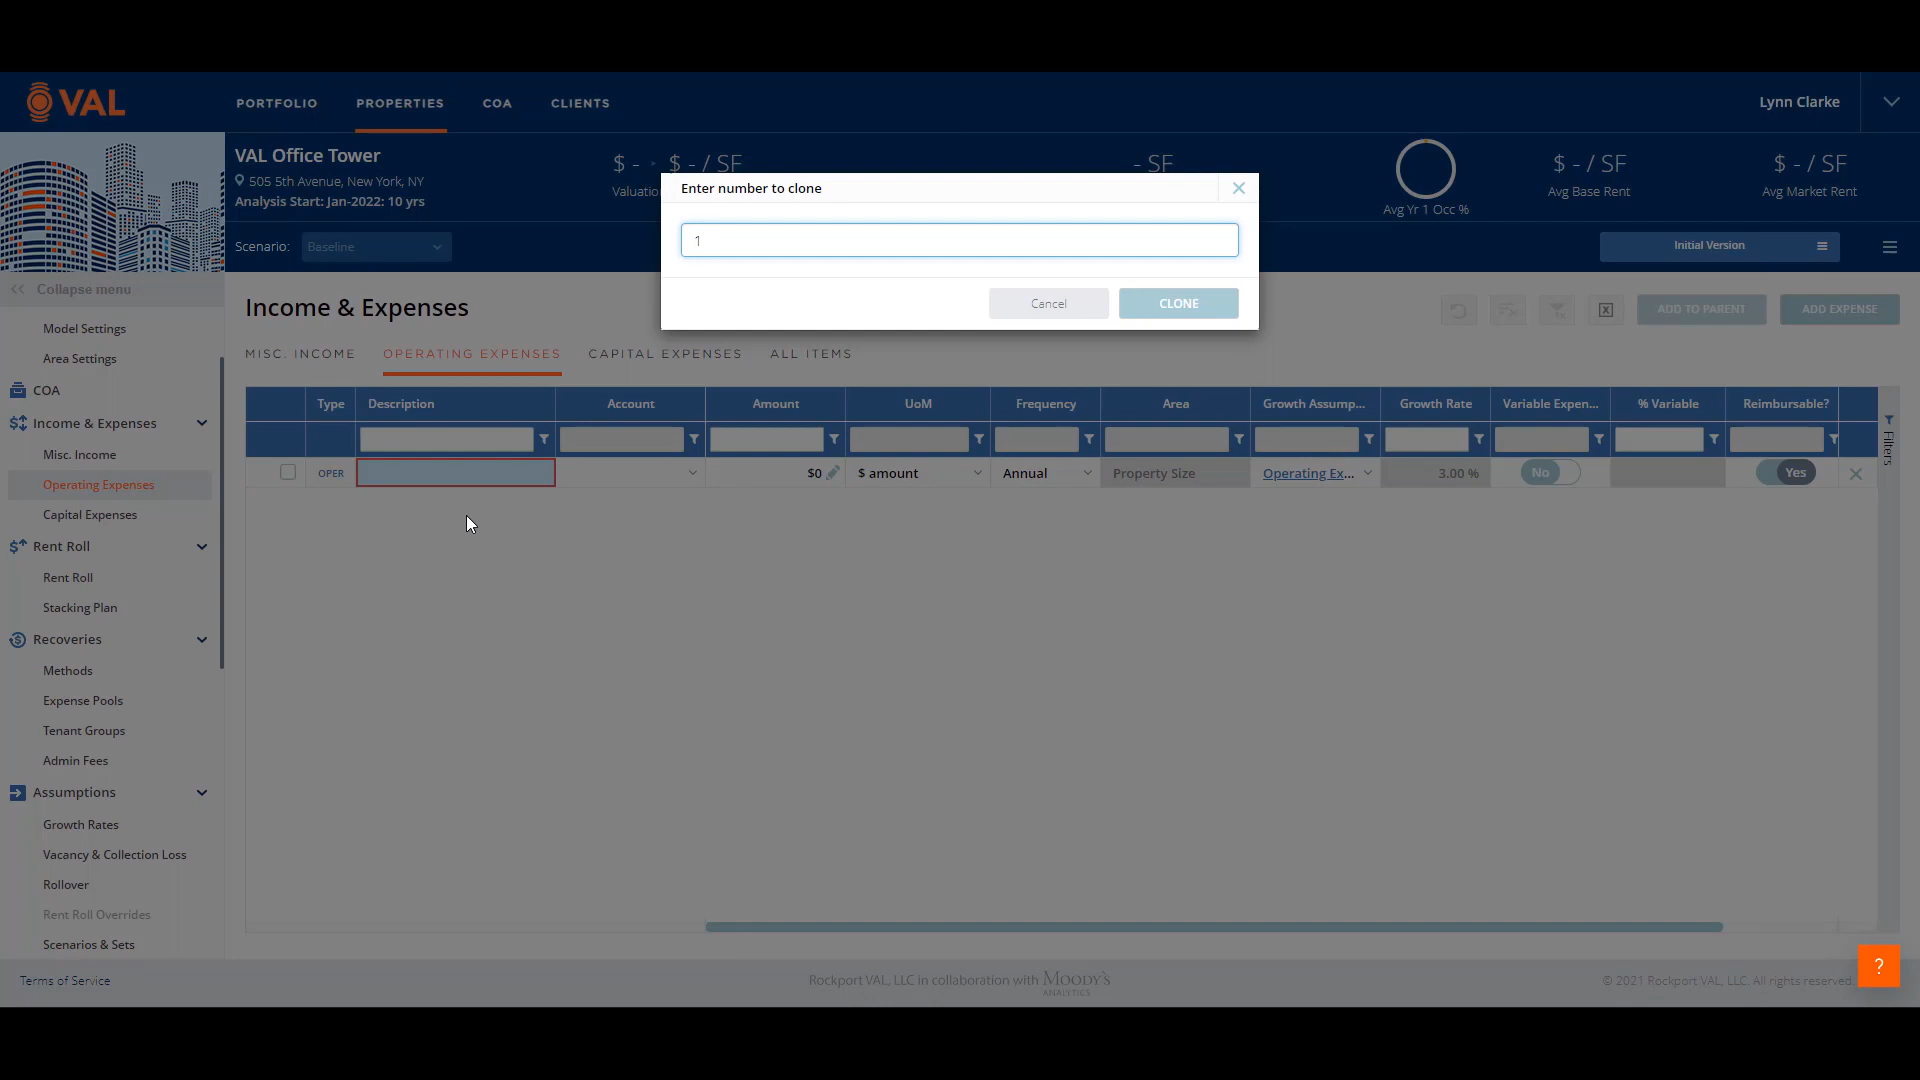 VAL
PORTFOLIO
PROPERTIES
COA
CLIENTS
Lynn Clarke
VAL Office Tower
505 5th Avenue, New York, NY
Analysis Start: Jan-2022: 10 yrs
$ -
$ - / SF
- SF
$ - / SF
$ - / SF
Avg Yr 1 Occ %
Avg Base Rent
Avg Market Rent
Scenario:
Baseline
Initial Version
Enter number to clone
1
Cancel
CLONE
Collapse menu
Model Settings
Area Settings
COA
Income & Expenses
Misc. Income
Operating Expenses
Capital Expenses
Rent Roll
Rent Roll
Stacking Plan
Recoveries
Methods
Expense Pools
Tenant Groups
Admin Fees
Assumptions
Growth Rates
Vacancy & Collection Loss
Rollover
Rent Roll Overrides
Scenarios & Sets
Income & Expenses
ADD TO PARENT
ADD EXPENSE
MISC. INCOME
OPERATING EXPENSES
CAPITAL EXPENSES
ALL ITEMS
Type
Description
Account
Amount
UoM
Frequency
Area
Growth Assump...
Growth Rate
Variable Expen...
% Variable
Reimbursable?
OPER
$0
$ amount
Annual
Property Size
Operating Ex...
3.00 %
No
Yes
Filters
Terms of Service
Rockport VAL, LLC in collaboration with MOODY'S ANALYTICS
© 2021 Rockport VAL, LLC. All rights reserved.
?